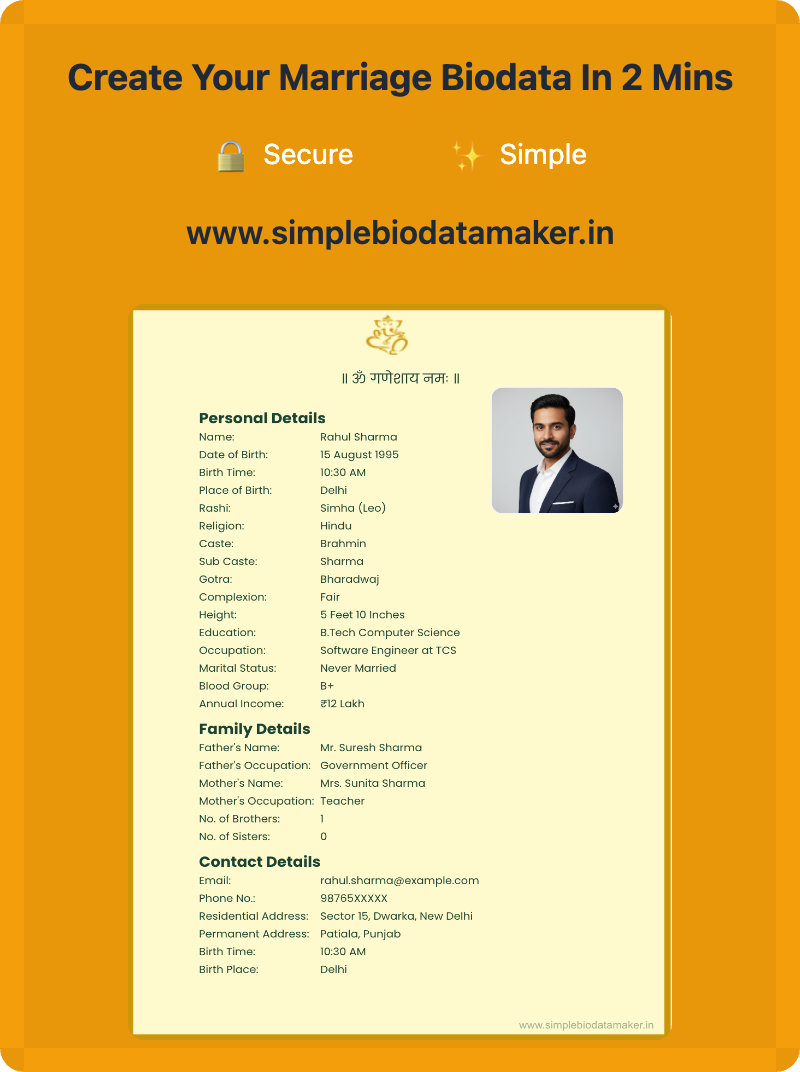 Create Your Marriage Biodata In 2 Mins
Secure
Simple
www.simplebiodatamaker.in
॥ ॐ गणेशाय नमः ॥
Personal Details
Name: Rahul Sharma
Date of Birth: 15 August 1995
Birth Time: 10:30 AM
Place of Birth: Delhi
Rashi: Simha (Leo)
Religion: Hindu
Caste: Brahmin
Sub Caste: Sharma
Gotra: Bharadwaj
Complexion: Fair
Height: 5 Feet 10 Inches
Education: B.Tech Computer Science
Occupation: Software Engineer at TCS
Marital Status: Never Married
Blood Group: B+
Annual Income: ₹12 Lakh
Family Details
Father's Name: Mr. Suresh Sharma
Father's Occupation: Government Officer
Mother's Name: Mrs. Sunita Sharma
Mother's Occupation: Teacher
No. of Brothers: 1
No. of Sisters: 0
Contact Details
Email: rahul.sharma@example.com
Phone No.: 98765XXXXX
Residential Address: Sector 15, Dwarka, New Delhi
Permanent Address: Patiala, Punjab
Birth Time: 10:30 AM
Birth Place: Delhi
www.simplebiodatamaker.in